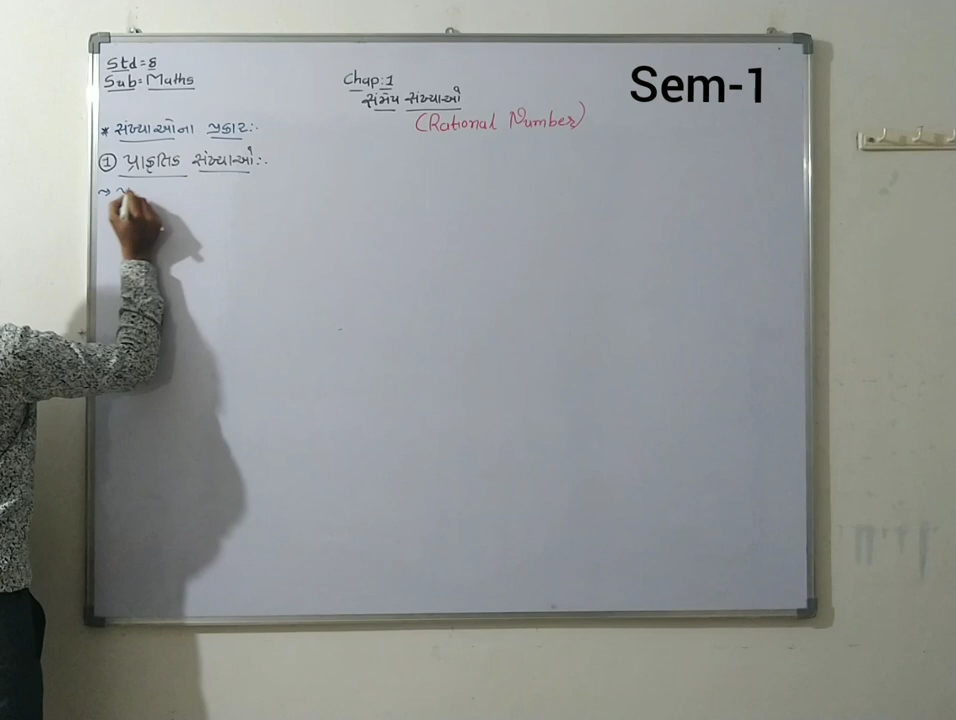 Std = 8
Sub = Maths
Chap:1
સંમેય સંખ્યાઓ
(Rational Number)
Sem-1
* સંખ્યાઓના પ્રકાર:-
① પ્રાકૃતિક સંખ્યાઓ:-